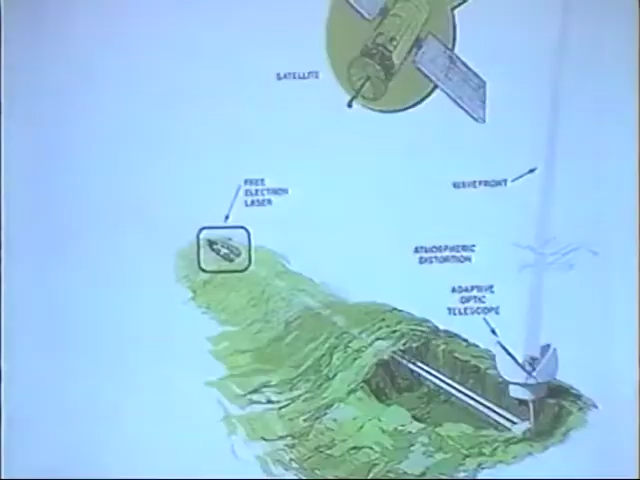 SATELLITE
FREE
ELECTRON
LASER
WAVEFRONT
ATMOSPHERIC
DISTORTION
ADAPTIVE
OPTIC
TELESCOPE